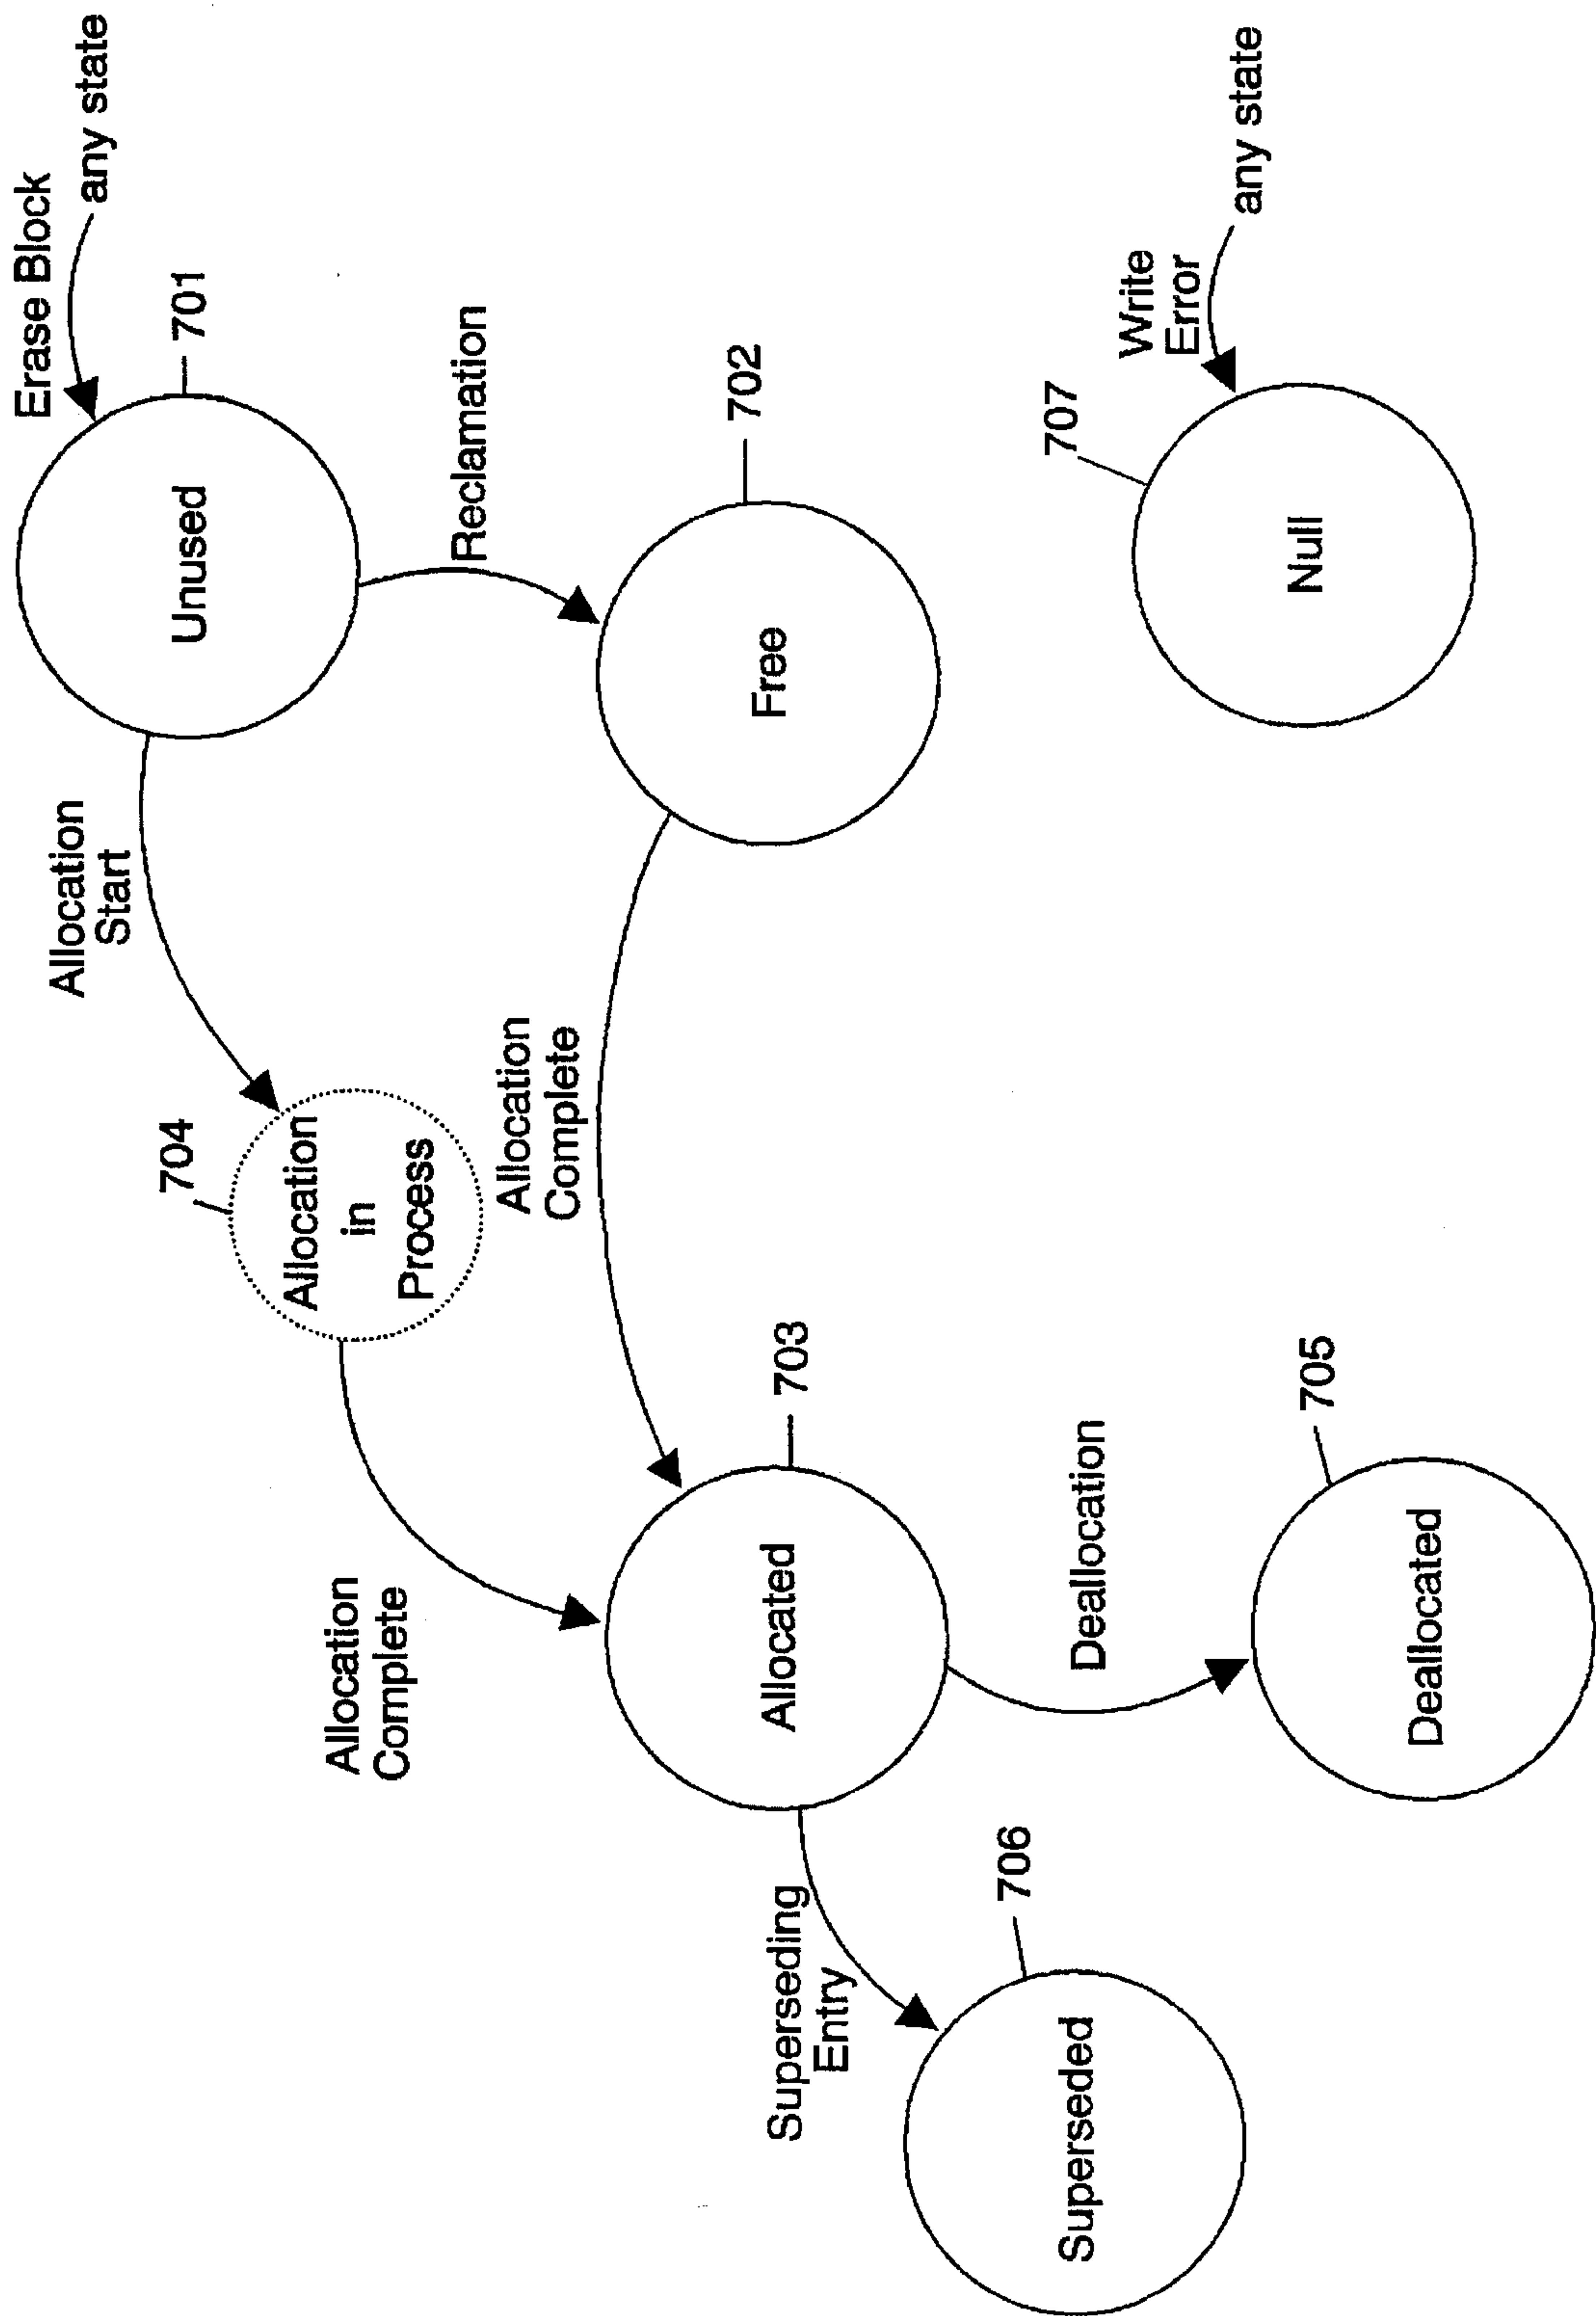 Erase Block
any state
Unused
701
Allocation
Start
Reclamation
704
Allocation
in
Process
Free
702
Allocation
Complete
Allocation
Complete
Allocated
703
Superseding
Entry
Deallocation
706
Superseded
705
Deallocated
707
Null
Write
Error
any state